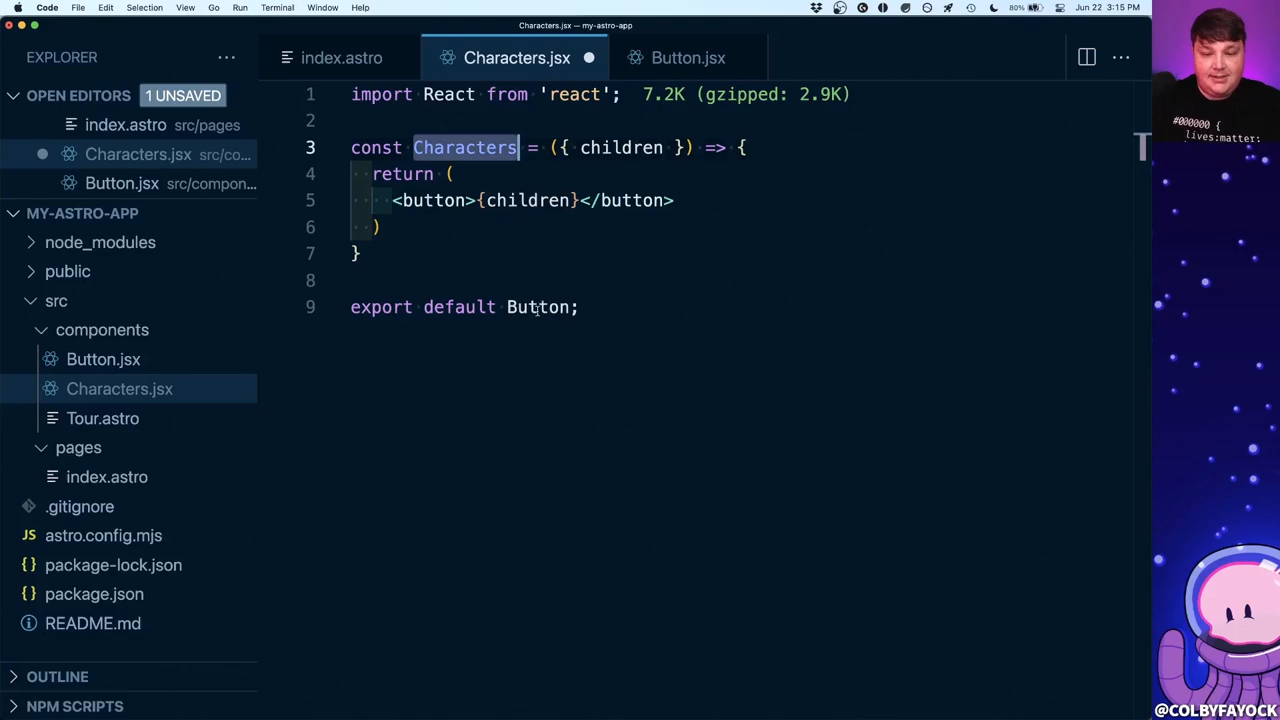 Code File Edit Selection View Go Run Terminal Window Help 80% Jun 22 3:15 PM
Characters.jsx — my-astro-app
EXPLORER ···
index.astro Characters.jsx Button.jsx ···
OPEN EDITORS 1 UNSAVED
index.astro src/pages
Characters.jsx src/co...
Button.jsx src/compon...
MY-ASTRO-APP
node_modules
public
src
components
Button.jsx
Characters.jsx
Tour.astro
pages
index.astro
.gitignore
JS astro.config.mjs
{} package-lock.json
{} package.json
README.md
OUTLINE
NPM SCRIPTS
1 import React from 'react'; 7.2K (gzipped: 2.9K)
2
3 const Characters = ({ children }) => {
4 return (
5 <button>{children}</button>
6 )
7 }
8
9 export default Button;
#000000 {
lives:matter;
@COLBYFAYOCK